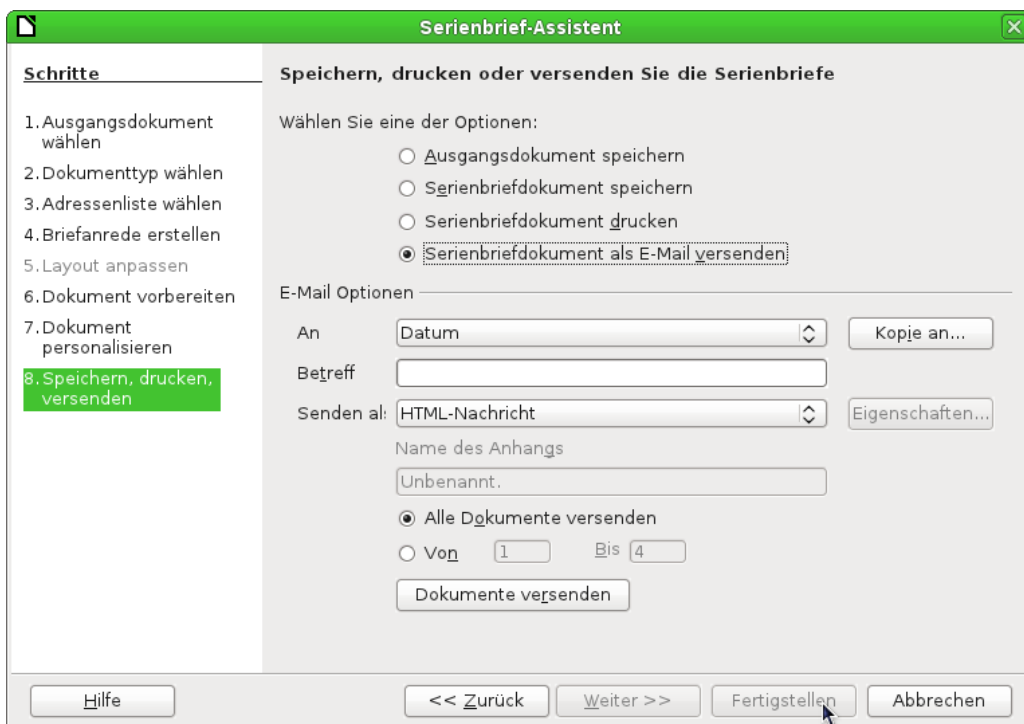 Serienbrief-Assistent
Schritte
1. Ausgangsdokument
wählen
2. Dokumenttyp wählen
3. Adressenliste wählen
4. Briefanrede erstellen
5. Layout anpassen
6. Dokument vorbereiten
7. Dokument
personalisieren
8. Speichern, drucken,
versenden
Speichern, drucken oder versenden Sie die Serienbriefe
Wählen Sie eine der Optionen:
Ausgangsdokument speichern
Serienbriefdokument speichern
Serienbriefdokument drucken
Serienbriefdokument als E-Mail versenden
E-Mail Optionen
An Datum Kopie an...
Betreff
Senden al: HTML-Nachricht Eigenschaften...
Name des Anhangs
Unbenannt.
Alle Dokumente versenden
Von 1 Bis 4
Dokumente versenden
Hilfe << Zurück Weiter >> Fertigstellen Abbrechen